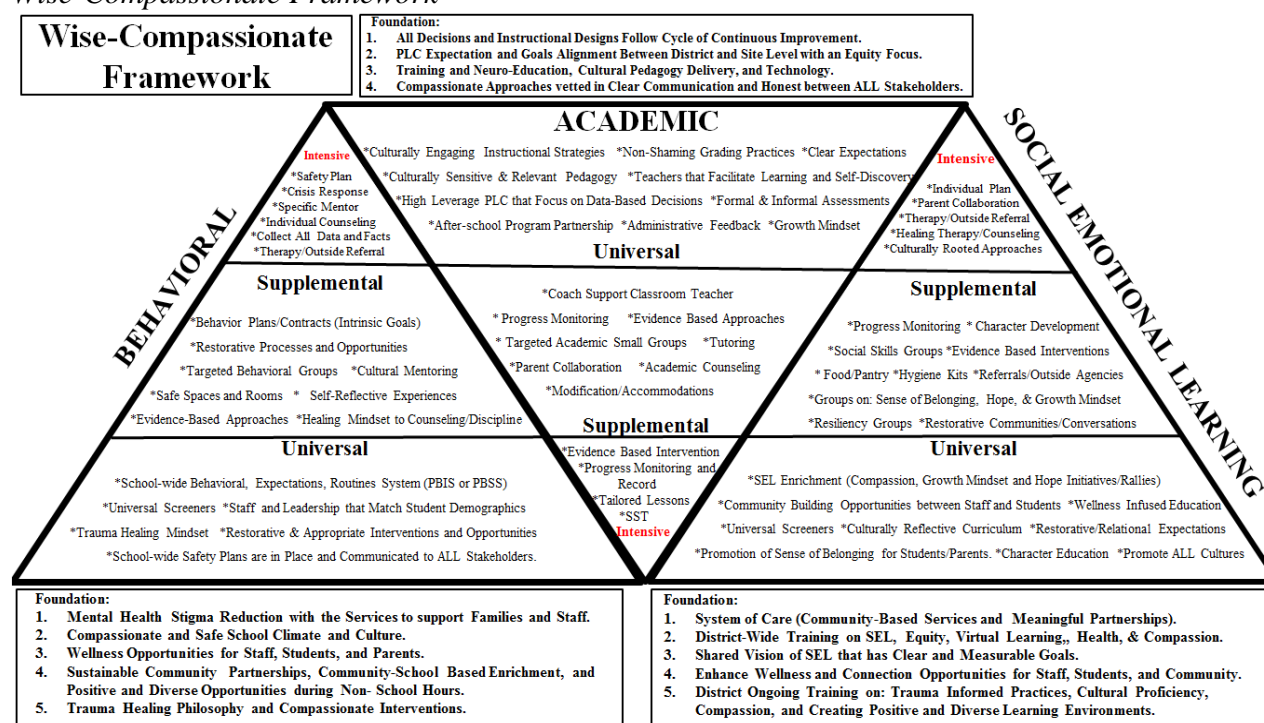 Wise-Compassionate Framework
Wise-Compassionate
Framework
Foundation:
1. All Decisions and Instructional Designs Follow Cycle of Continuous Improvement.
2. PLC Expectation and Goals Alignment Between District and Site Level with an Equity Focus.
3. Training and Neuro-Education, Cultural Pedagogy Delivery, and Technology.
4. Compassionate Approaches vetted in Clear Communication and Honest between ALL Stakeholders.
BEHAVIORAL
Intensive
*Safety Plan
*Crisis Response
*Specific Mentor
*Individual Counseling
*Collect All Data and Facts
*Therapy/Outside Referral
Supplemental
*Behavior Plans/Contracts (Intrinsic Goals)
*Restorative Processes and Opportunities
*Targeted Behavioral Groups *Cultural Mentoring
*Safe Spaces and Rooms * Self-Reflective Experiences
*Evidence-Based Approaches *Healing Mindset to Counseling/Discipline
Universal
*School-wide Behavioral, Expectations, Routines System (PBIS or PBSS)
*Universal Screeners *Staff and Leadership that Match Student Demographics
*Trauma Healing Mindset *Restorative & Appropriate Interventions and Opportunities
*School-wide Safety Plans are in Place and Communicated to ALL Stakeholders.
ACADEMIC
*Culturally Engaging Instructional Strategies *Non-Shaming Grading Practices *Clear Expectations
*Culturally Sensitive & Relevant Pedagogy *Teachers that Facilitate Learning and Self-Discovery
*High Leverage PLC that Focus on Data-Based Decisions *Formal & Informal Assessments
*After-school Program Partnership *Administrative Feedback *Growth Mindset
Universal
*Coach Support Classroom Teacher
* Progress Monitoring *Evidence Based Approaches
* Targeted Academic Small Groups *Tutoring
*Parent Collaboration *Academic Counseling
*Modification/Accommodations
Supplemental
*Evidence Based Intervention
*Progress Monitoring and
Record
*Tailored Lessons
*SST
Intensive
SOCIAL EMOTIONAL LEARNING
Intensive
*Individual Plan
*Parent Collaboration
*Therapy/Outside Referral
*Healing Therapy/Counseling
*Culturally Rooted Approaches
Supplemental
*Progress Monitoring * Character Development
*Social Skills Groups *Evidence Based Interventions
* Food/Pantry *Hygiene Kits *Referrals/Outside Agencies
*Groups on: Sense of Belonging, Hope, & Growth Mindset
*Resiliency Groups *Restorative Communities/Conversations
Universal
*SEL Enrichment (Compassion, Growth Mindset and Hope Initiatives/Rallies)
*Community Building Opportunities between Staff and Students *Wellness Infused Education
*Universal Screeners *Culturally Reflective Curriculum *Restorative/Relational Expectations
*Promotion of Sense of Belonging for Students/Parents. *Character Education *Promote ALL Cultures
Foundation:
1. Mental Health Stigma Reduction with the Services to support Families and Staff.
2. Compassionate and Safe School Climate and Culture.
3. Wellness Opportunities for Staff, Students, and Parents.
4. Sustainable Community Partnerships, Community-School Based Enrichment, and
Positive and Diverse Opportunities during Non- School Hours.
5. Trauma Healing Philosophy and Compassionate Interventions.
Foundation:
1. System of Care (Community-Based Services and Meaningful Partnerships).
2. District-Wide Training on SEL, Equity, Virtual Learning,, Health, & Compassion.
3. Shared Vision of SEL that has Clear and Measurable Goals.
4. Enhance Wellness and Connection Opportunities for Staff, Students, and Community.
5. District Ongoing Training on: Trauma Informed Practices, Cultural Proficiency,
Compassion, and Creating Positive and Diverse Learning Environments.